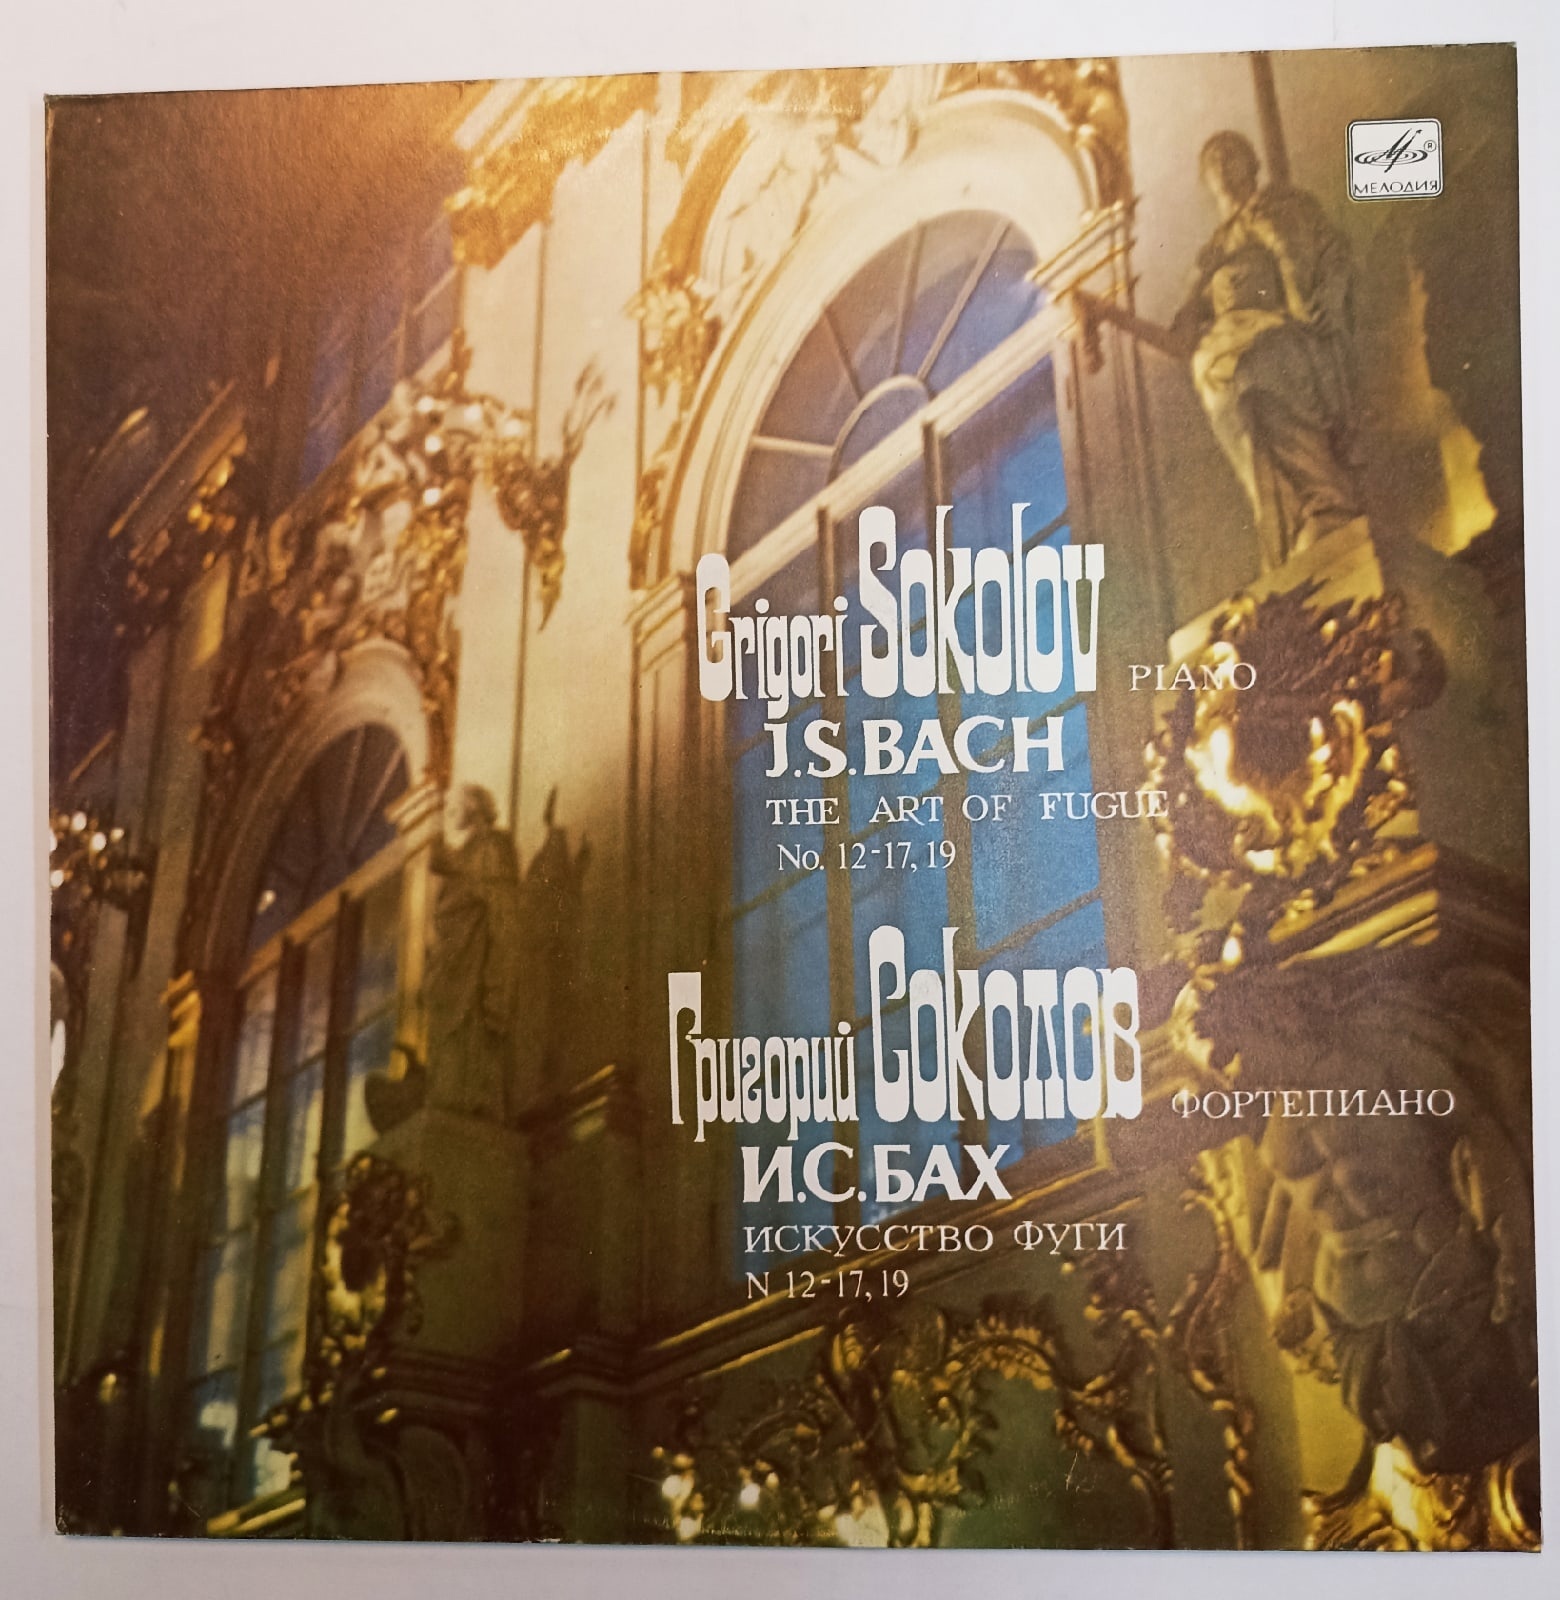 МЕЛОДИЯ
Grigori Sokolov PIANO
J.S.BACH
THE ART OF FUGUE
No. 12-17, 19
Григорий Соколов ФОРТЕПИАНО
И.С.БАХ
ИСКУССТВО ФУГИ
N 12-17, 19